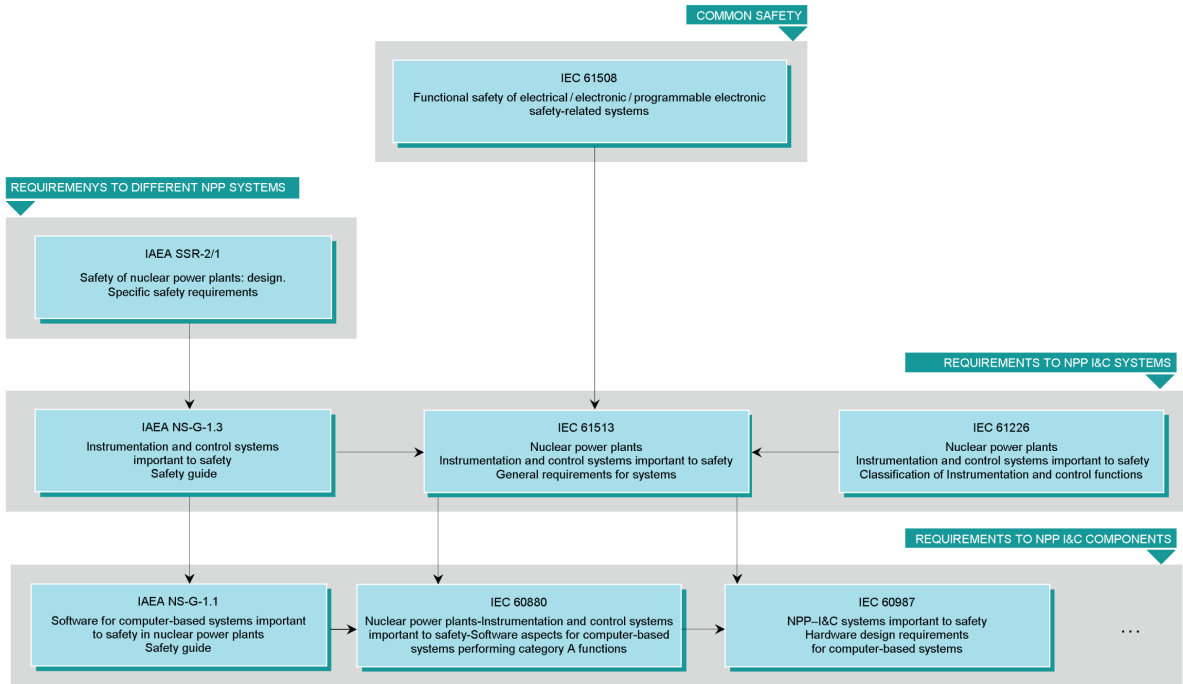 COMMON SAFETY
IEC 61508
Functional safety of electrical / electronic / programmable electronic
safety-related systems
REQUIREMENYS TO DIFFERENT NPP SYSTEMS
IAEA SSR-2/1
Safety of nuclear power plants: design.
Specific safety requirements
REQUIREMENTS TO NPP I&C SYSTEMS
IAEA NS-G-1.3
Instrumentation and control systems
important to safety
Safety guide
IEC 61513
Nuclear power plants
Instrumentation and control systems important to safety
General requirements for systems
IEC 61226
Nuclear power plants
Instrumentation and control systems important to safety
Classification of Instrumentation and control functions
REQUIREMENTS TO NPP I&C COMPONENTS
IAEA NS-G-1.1
Software for computer-based systems important
to safety in nuclear power plants
Safety guide
IEC 60880
Nuclear power plants-Instrumentation and control systems
important to safety-Software aspects for computer-based
systems performing category A functions
IEC 60987
NPP–I&C systems important to safety
Hardware design requirements
for computer-based systems
...